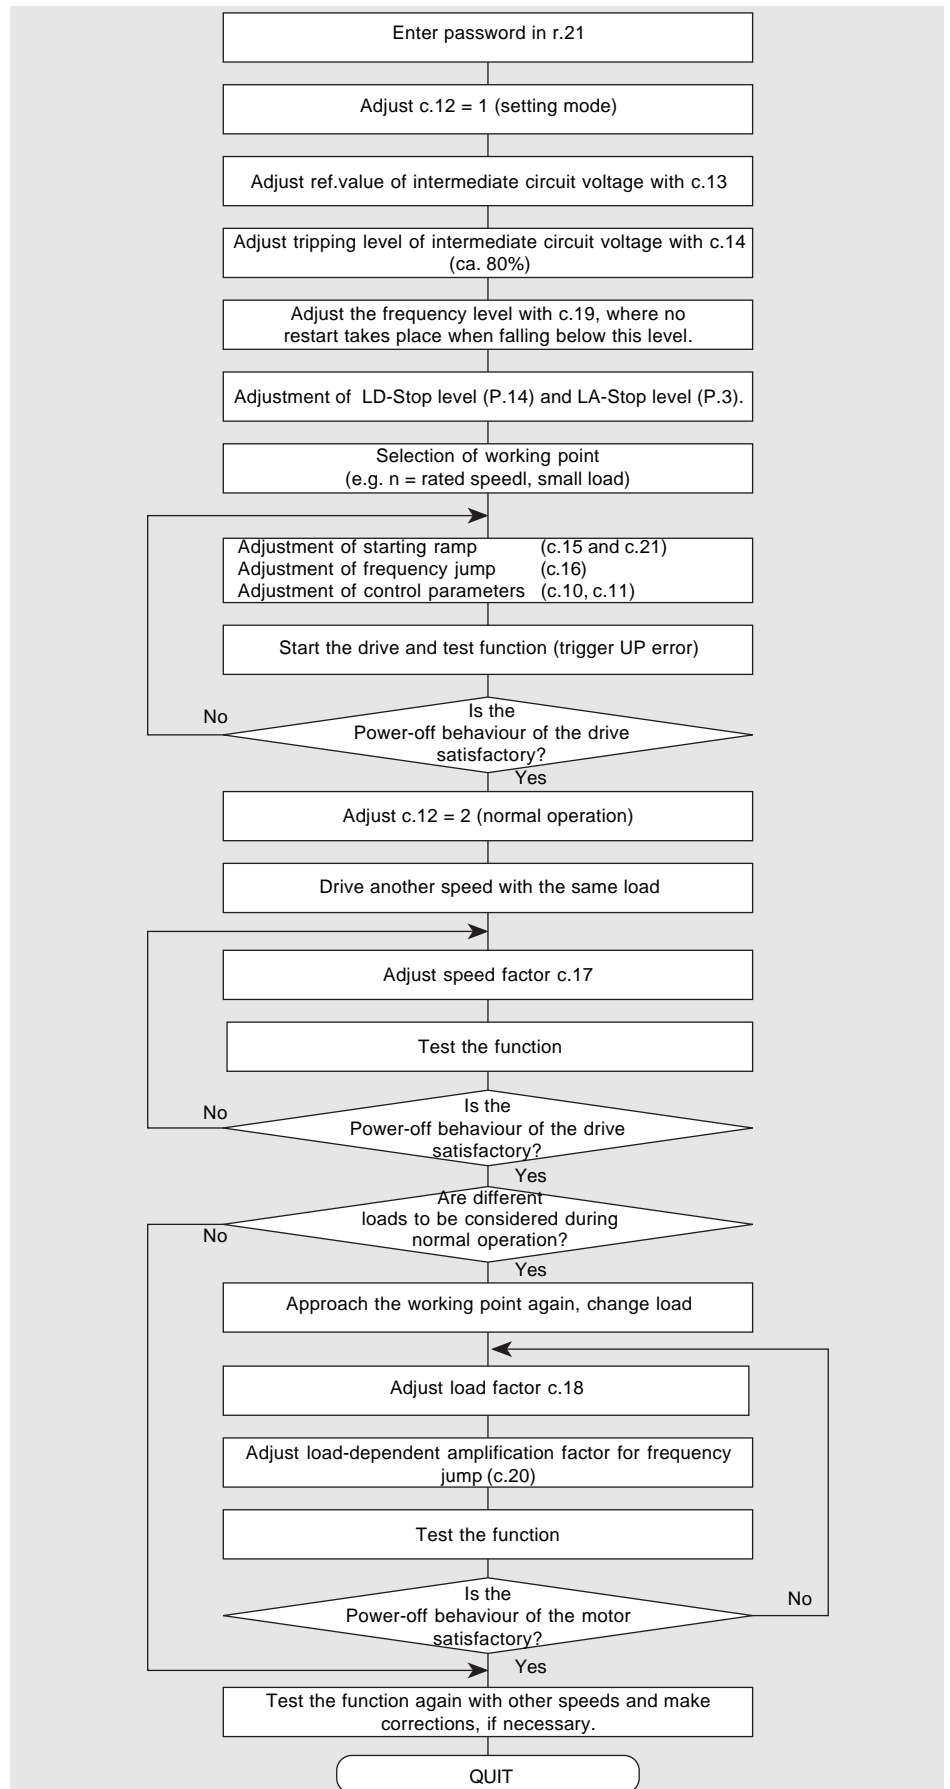 Enter password in r.21
Adjust c.12 = 1 (setting mode)
Adjust ref.value of intermediate circuit voltage with c.13
Adjust tripping level of intermediate circuit voltage with c.14
(ca. 80%)
Adjust the frequency level with c.19, where no
restart takes place when falling below this level.
Adjustment of LD-Stop level (P.14) and LA-Stop level (P.3).
Selection of working point
(e.g. n = rated speedl, small load)
Adjustment of starting ramp (c.15 and c.21)
Adjustment of frequency jump (c.16)
Adjustment of control parameters (c.10, c.11)
Start the drive and test function (trigger UP error)
No
Is the
Power-off behaviour of the drive
satisfactory?
Yes
Adjust c.12 = 2 (normal operation)
Drive another speed with the same load
Adjust speed factor c.17
Test the function
No
Is the
Power-off behaviour of the drive
satisfactory?
Yes
Are different
loads to be considered during
normal operation?
No
Yes
Approach the working point again, change load
Adjust load factor c.18
Adjust load-dependent amplification factor for frequency
jump (c.20)
Test the function
Is the
Power-off behaviour of the motor
satisfactory?
No
Yes
Test the function again with other speeds and make
corrections, if necessary.
QUIT